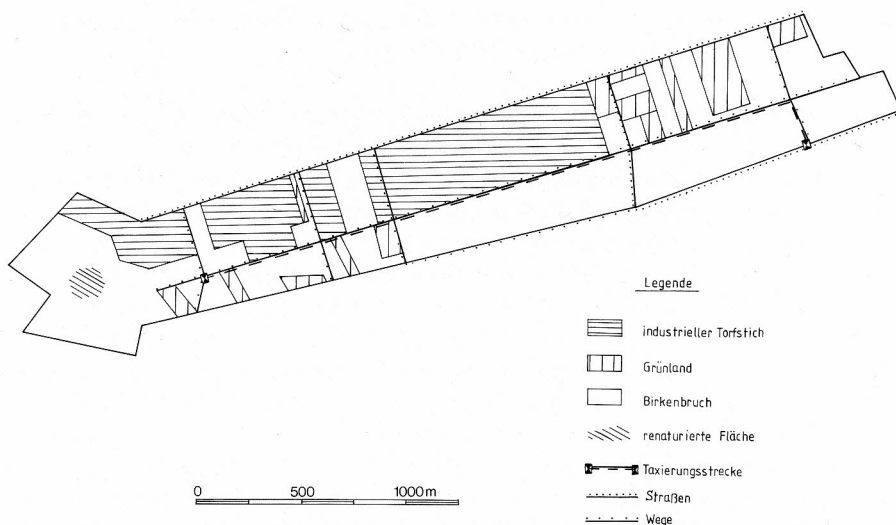 Legende
industrieller Torfstich
Grünland
Birkenbruch
renaturierte Fläche
Taxierungsstrecke
Straßen
Wege
0 500 1000 m